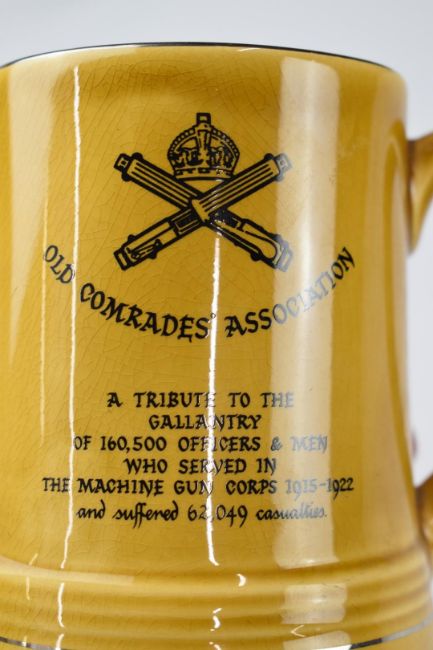 OLD COMRADES' ASSOCIATION
A TRIBUTE TO THE
GALLANTRY
OF 160,500 OFFICERS & MEN
WHO SERVED IN
THE MACHINE GUN CORPS 1915-1922
and suffered 62,049 casualties.